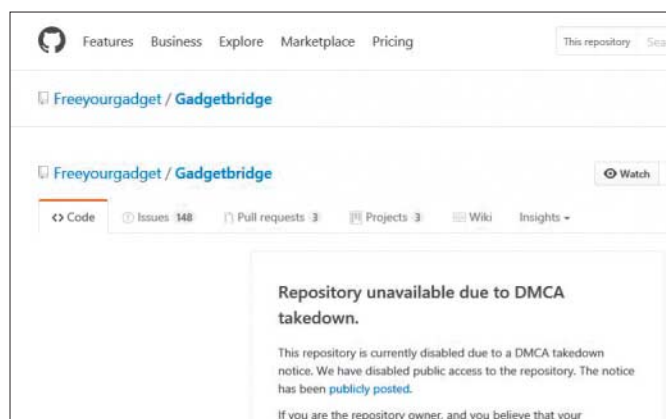 Features Business Explore Marketplace Pricing This repository Sea
Freeyourgadget / Gadgetbridge
Freeyourgadget / Gadgetbridge Watch
<> Code Issues 148 Pull requests 3 Projects 3 Wiki Insights
Repository unavailable due to DMCA
takedown.
This repository is currently disabled due to a DMCA takedown
notice. We have disabled public access to the repository. The notice
has been publicly posted.
If you are the repository owner, and you believe that your